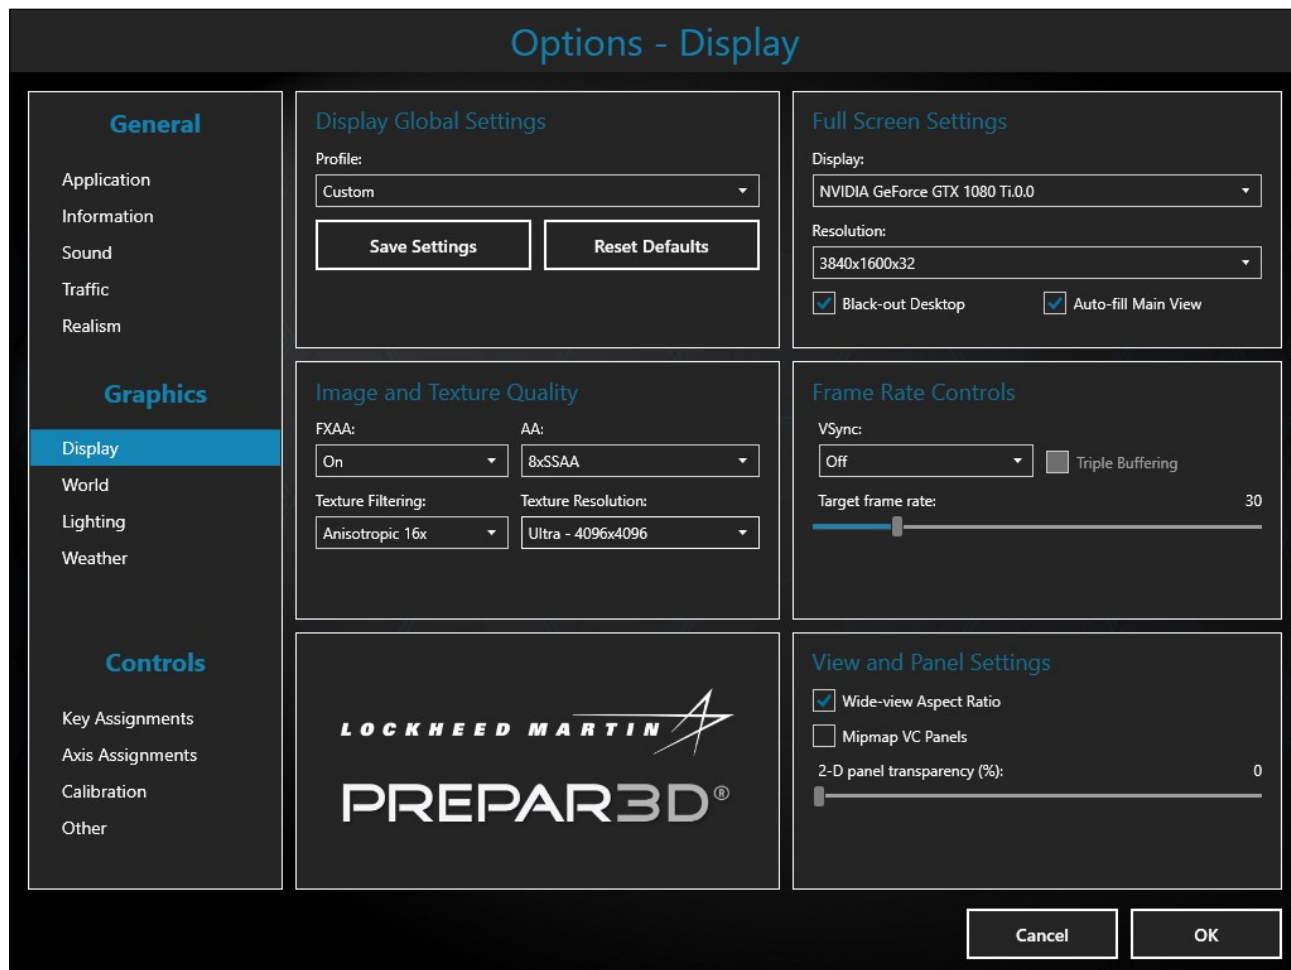 Options - Display
General
Application
Information
Sound
Traffic
Realism
Graphics
Display
World
Lighting
Weather
Controls
Key Assignments
Axis Assignments
Calibration
Other
Display Global Settings
Profile:
Custom
Save Settings Reset Defaults
Full Screen Settings
Display:
NVIDIA GeForce GTX 1080 Ti.0.0
Resolution:
3840x1600x32
Black-out Desktop Auto-fill Main View
Image and Texture Quality
FXAA: AA:
On 8xSSAA
Texture Filtering: Texture Resolution:
Anisotropic 16x Ultra - 4096x4096
Frame Rate Controls
VSync:
Off Triple Buffering
Target frame rate: 30
LOCKHEED MARTIN
PREPAR3D®
View and Panel Settings
Wide-view Aspect Ratio
Mipmap VC Panels
2-D panel transparency (%): 0
Cancel OK